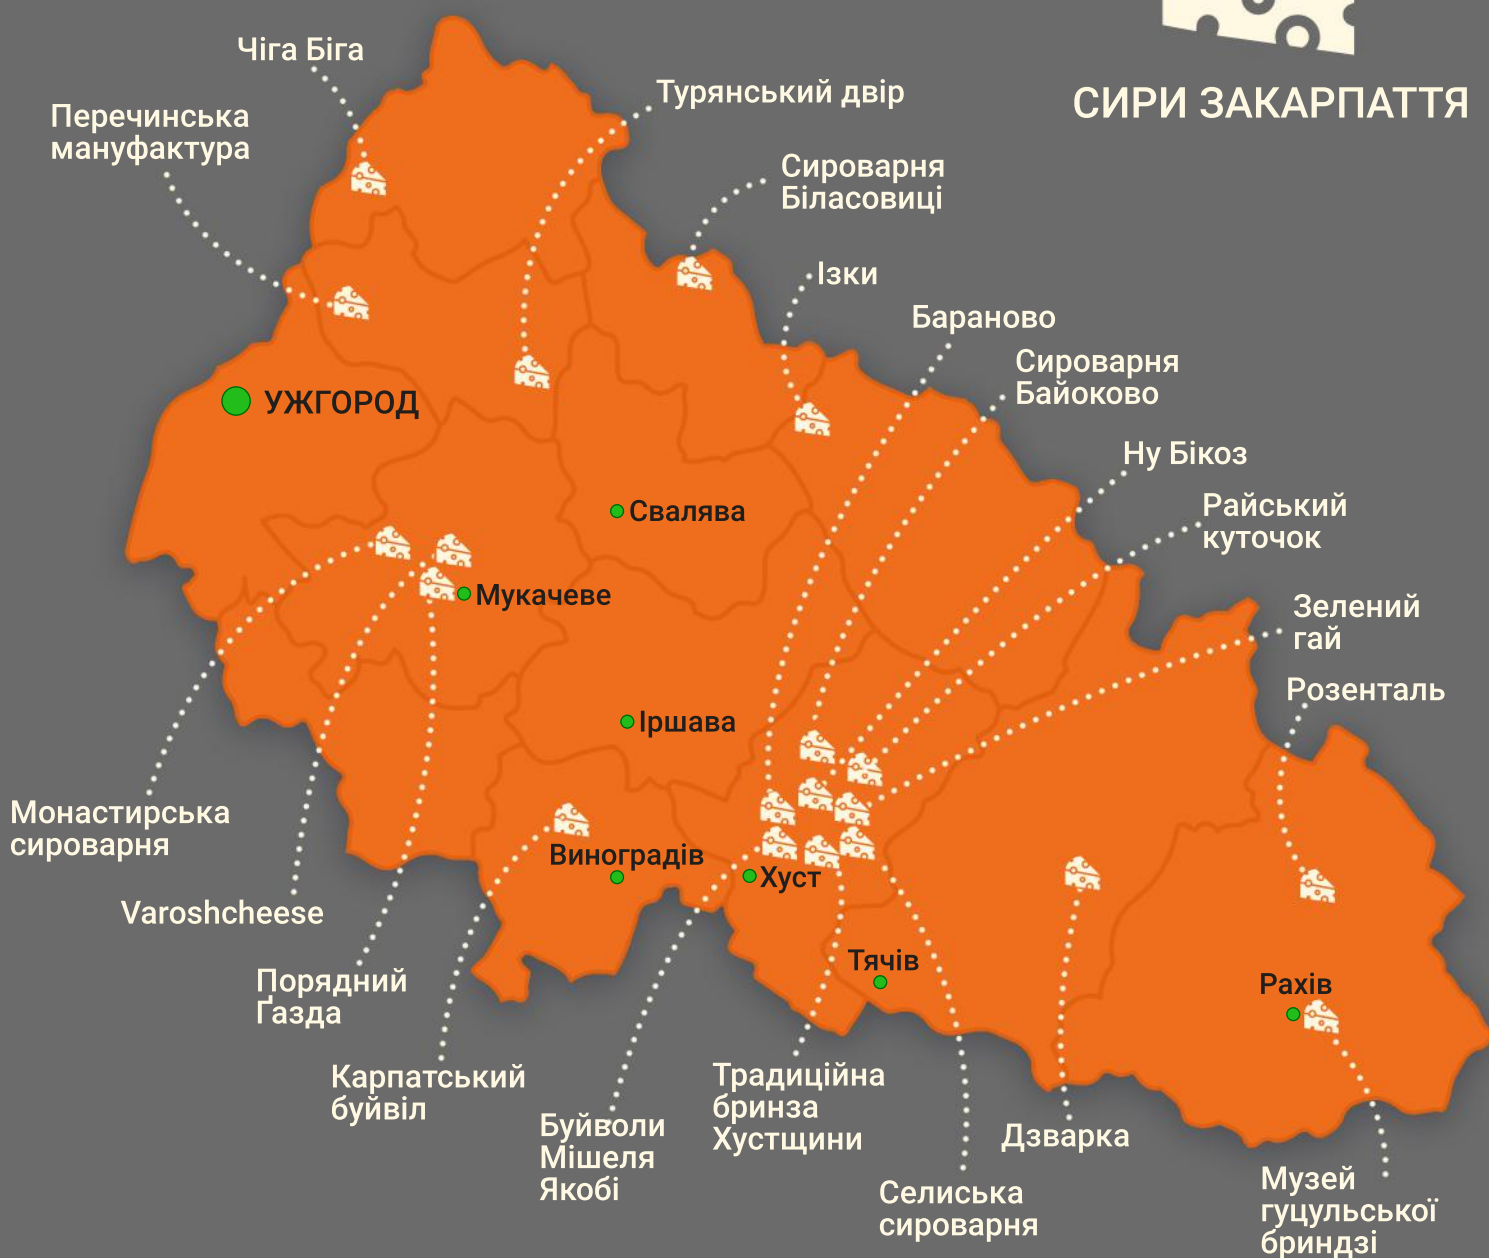 СИРИ ЗАКАРПАТТЯ
Чіга Біга
Перечинська
мануфактура
Турянський двір
Сироварня
Біласовиці
Ізки
Бараново
Сироварня
Байоково
Ну Бікоз
Райський
куточок
Зелений
гай
Розенталь
УЖГОРОД
Свалява
Мукачеве
Іршава
Виноградів
Хуст
Тячів
Рахів
Монастирська
сироварня
Varoshcheese
Порядний
Ґазда
Карпатський
буйвіл
Буйволи
Мішеля
Якобі
Традиційна
бринза
Хустщини
Селиська
сироварня
Дзварка
Музей
гуцульської
бриндзі